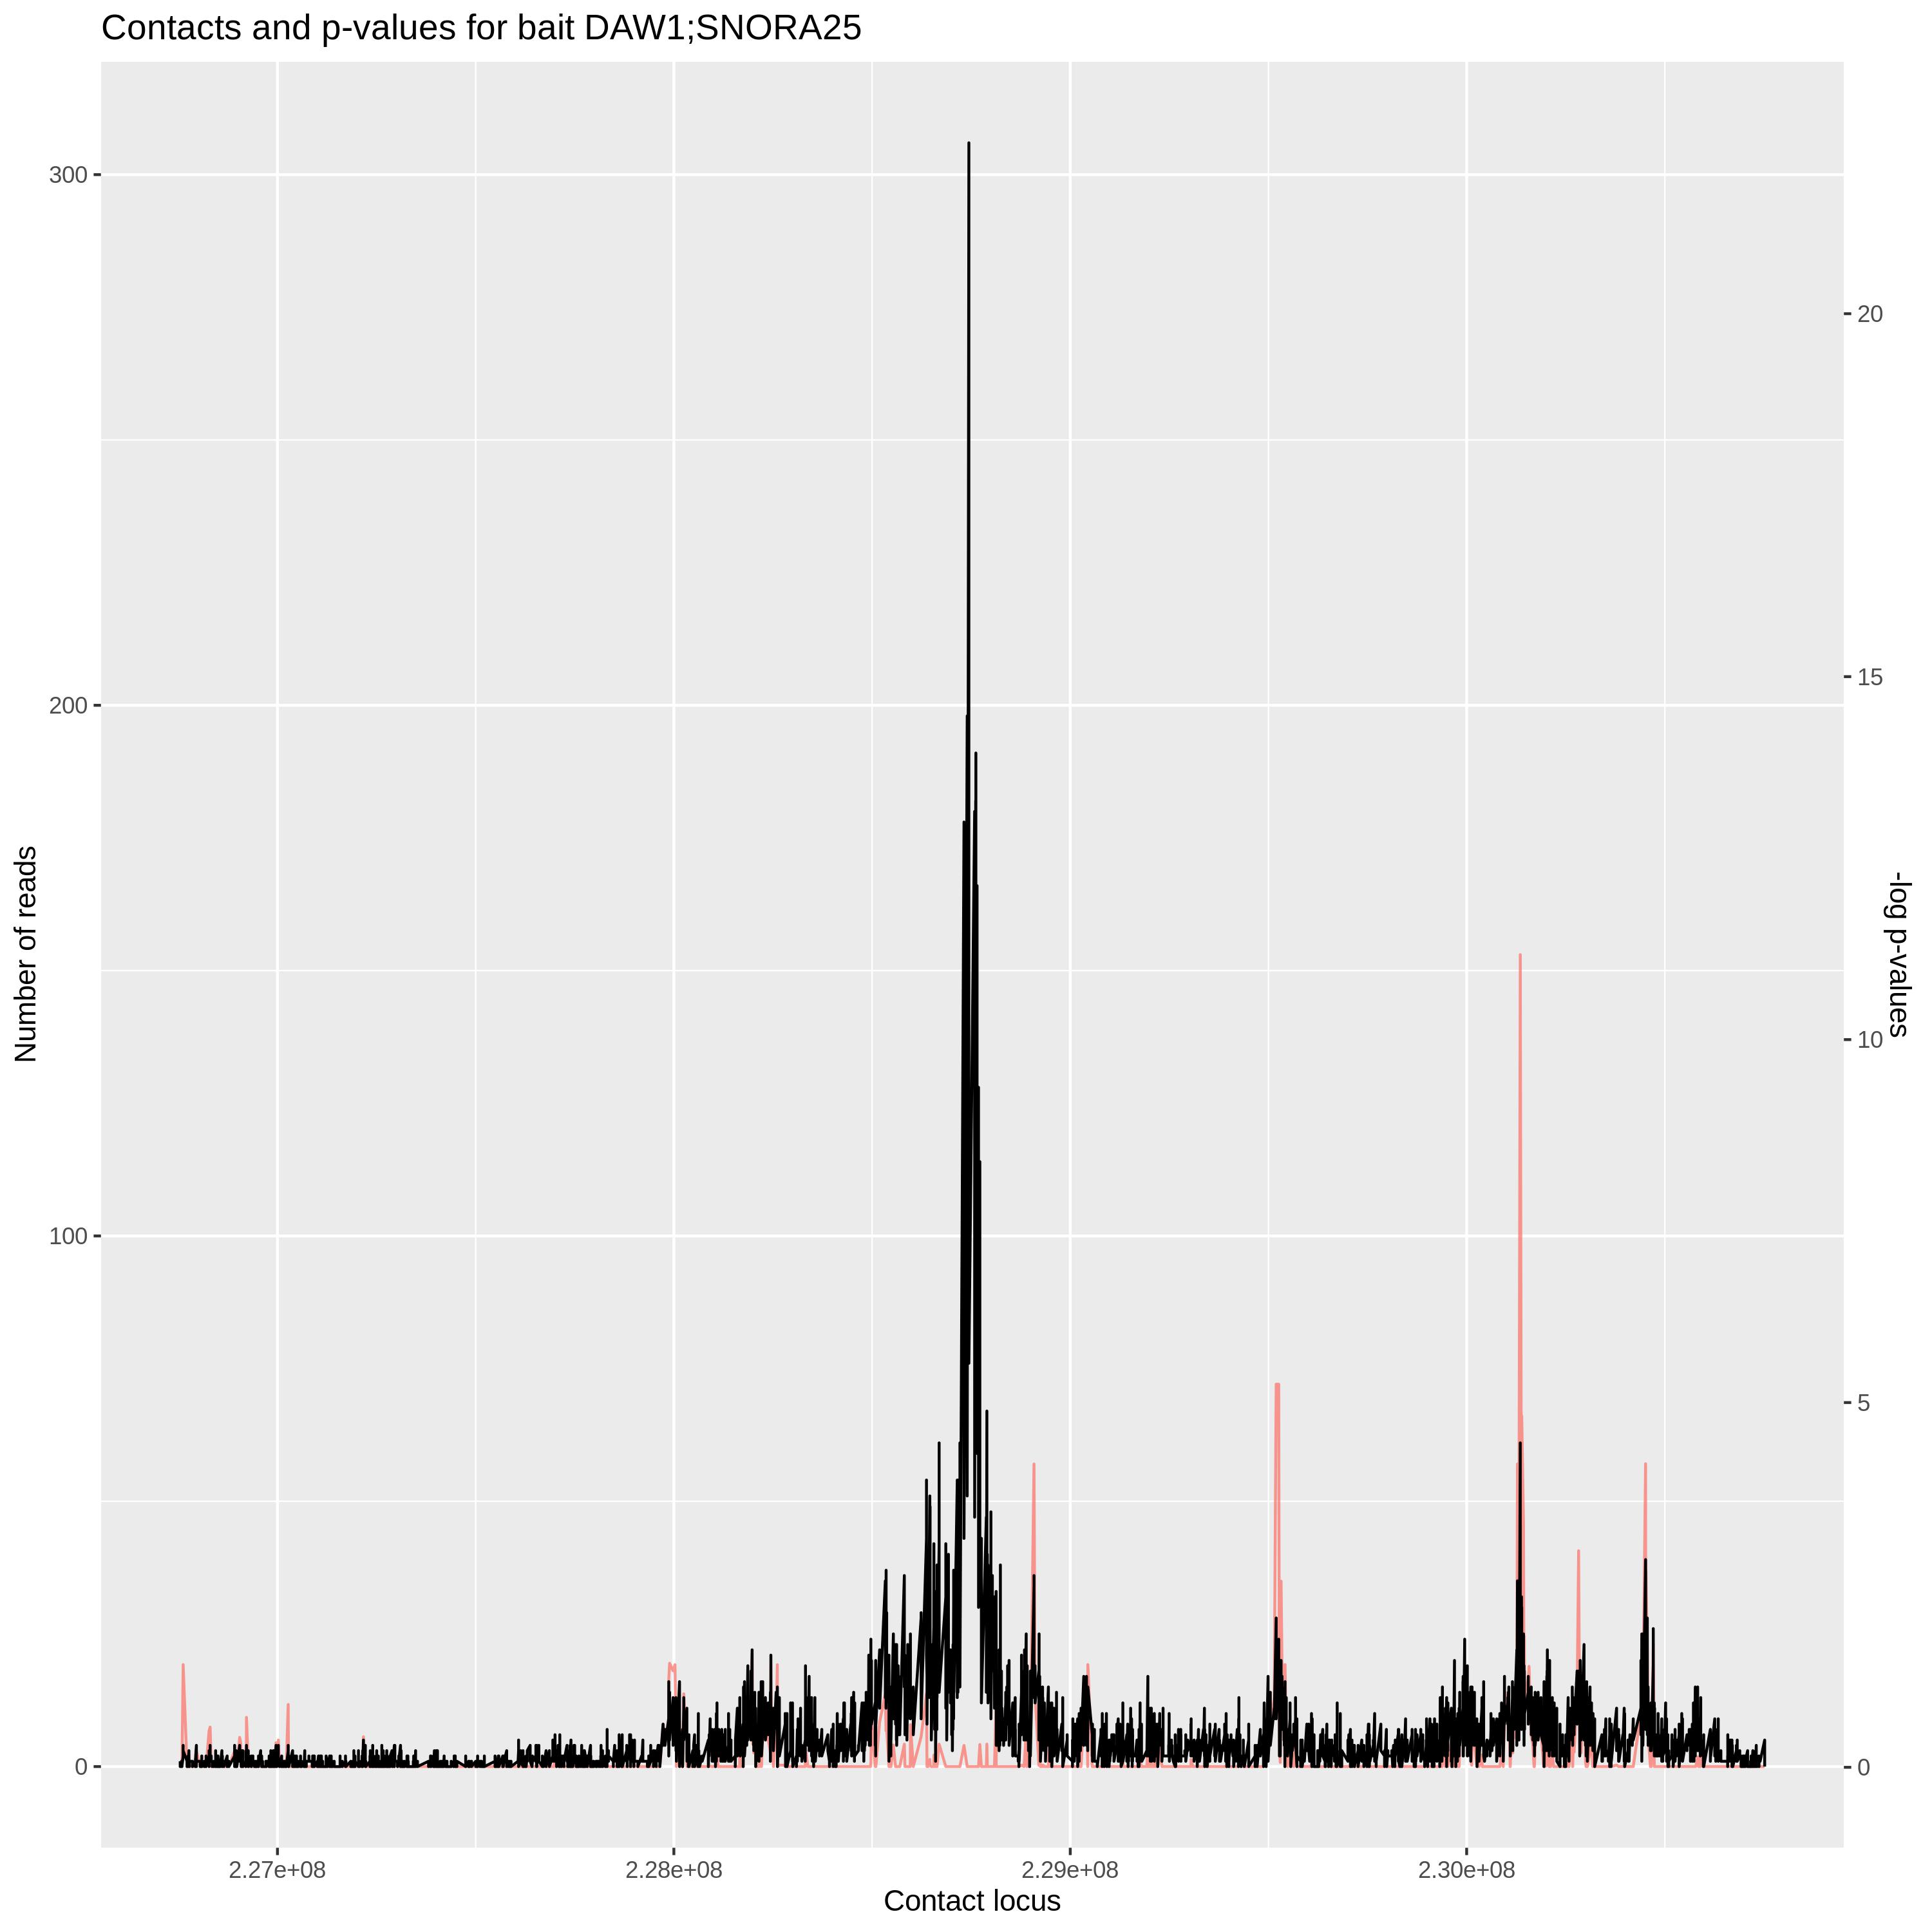 Contacts and p-values for bait DAW1;SNORA25
300
200
100
0
Number of reads
20
15
10
5
0
-log p-values
2.27e+08
2.28e+08
2.29e+08
2.30e+08
Contact locus